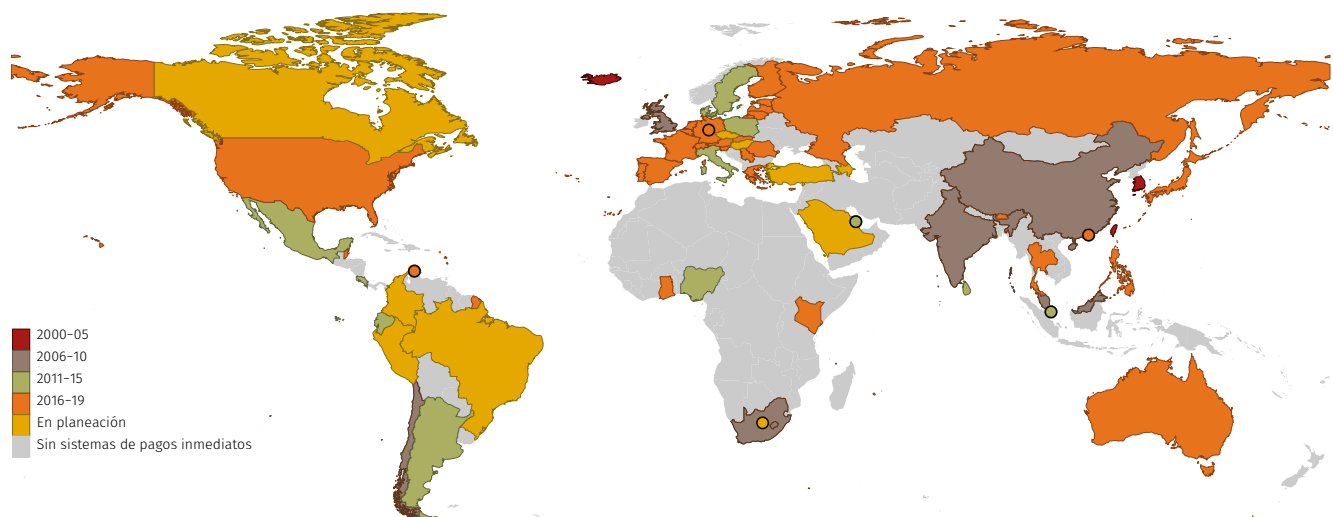 2000–05
2006–10
2011–15
2016–19
En planeación
Sin sistemas de pagos inmediatos